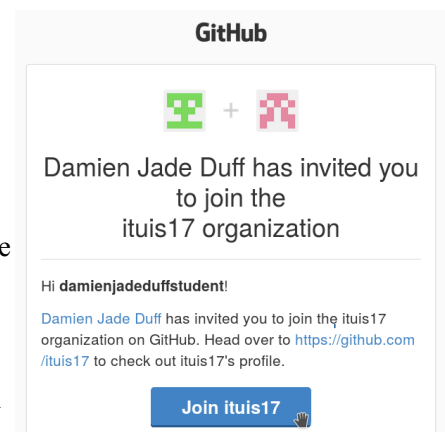 GitHub
+
Damien Jade Duff has invited you
to join the
ituis17 organization
e
Hi damienjadeduffstudent!
Damien Jade Duff has invited you to join the ituis17
organization on GitHub. Head over to https://github.com
/ituis17 to check out ituis17's profile.
Join ituis17